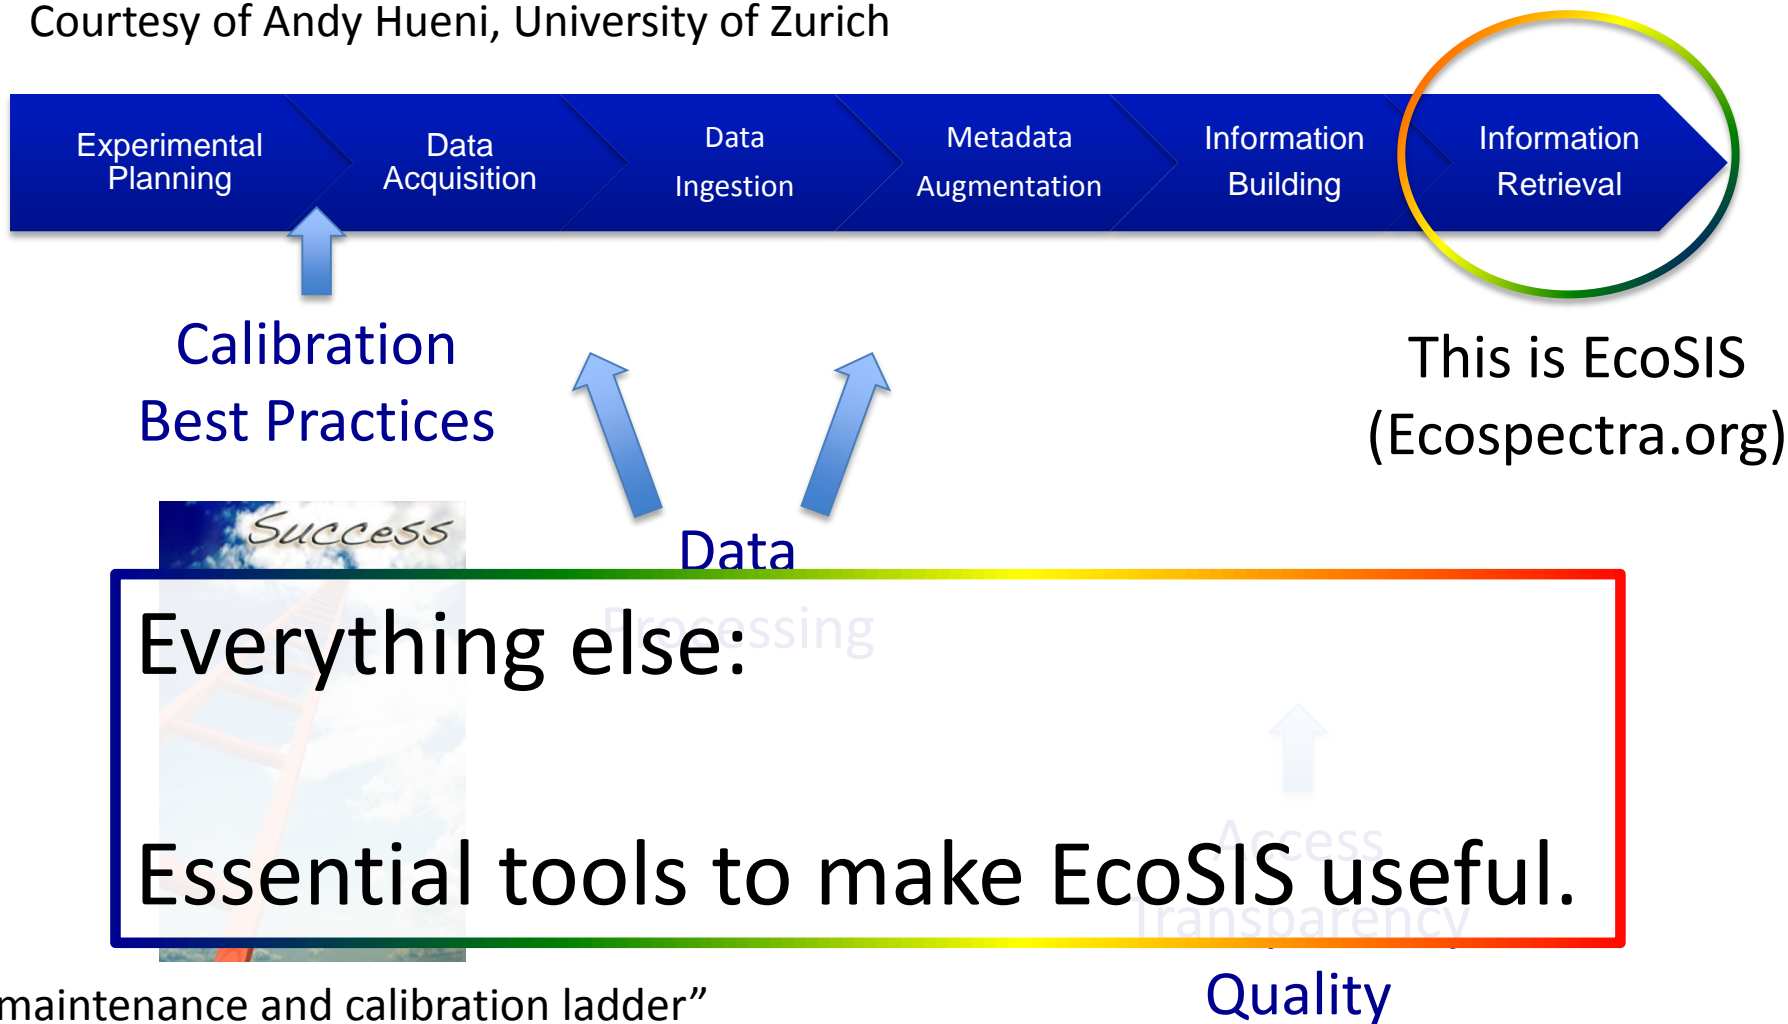 Courtesy of Andy Hueni, University of Zurich
Experimental
Planning
Data
Acquisition
Data
Ingestion
Metadata
Augmentation
Information
Building
Information
Retrieval
Calibration
Best Practices
This is EcoSIS
(Ecospectra.org)
Success
Data
Processing
Everything else:
Essential tools to make EcoSIS useful.
Access
Transparency
Quality
maintenance and calibration ladder”